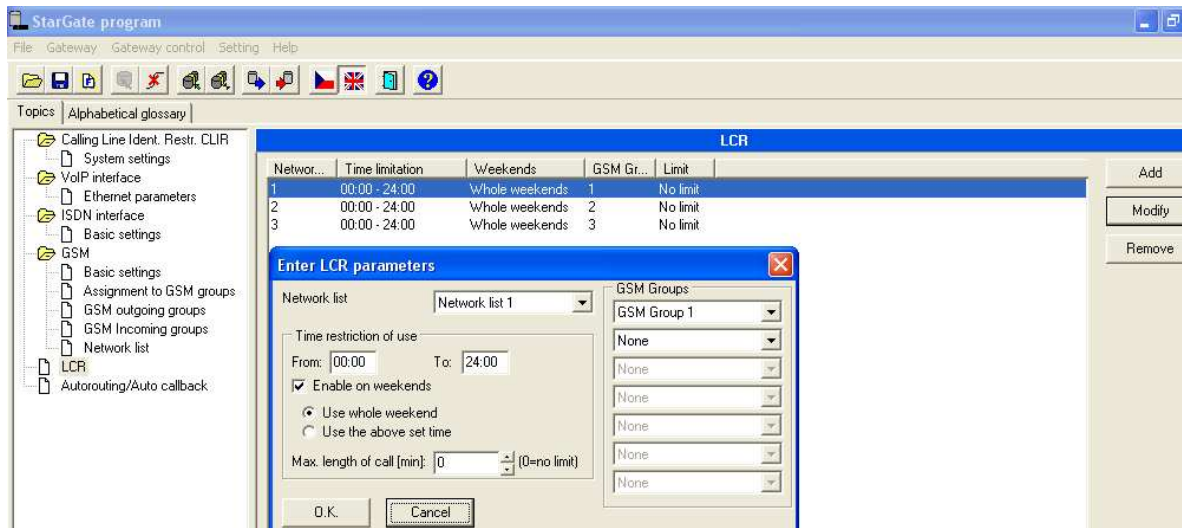 StarGate program
File Gateway Gateway control Setting Help
Topics Alphabetical glossary
Calling Line Ident. Restr. CLIR
System settings
VoIP interface
Ethernet parameters
ISDN interface
Basic settings
GSM
Basic settings
Assignment to GSM groups
GSM outgoing groups
GSM Incoming groups
Network list
LCR
Autorouting/Auto callback
LCR
Networ... Time limitation Weekends GSM Gr... Limit
1 00:00 - 24:00 Whole weekends 1 No limit
2 00:00 - 24:00 Whole weekends 2 No limit
3 00:00 - 24:00 Whole weekends 3 No limit
Add
Modify
Remove
Enter LCR parameters
Network list Network list 1
Time restriction of use
From: 00:00 To: 24:00
Enable on weekends
Use whole weekend
Use the above set time
Max. length of call [min]: 0 (0=no limit)
GSM Groups
GSM Group 1
None
None
None
None
None
None
O.K. Cancel